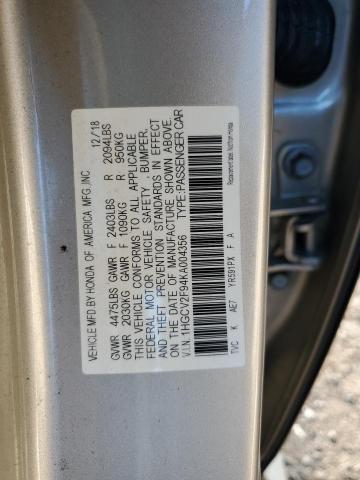 VEHICLE MFD BY HONDA OF AMERICA MFG.,INC 12/18
GVWR 4475LBS GAWR F 2403LBS R 2094LBS
GVWR 2030KG GAWR F 1090KG R 950KG
THIS VEHICLE CONFORMS TO ALL APPLICABLE
FEDERAL MOTOR VEHICLE SAFETY BUMPER,
AND THEFT PREVENTION STANDARDS IN EFFECT
ON THE DATE OF MANUFACTURE SHOWN ABOVE.
V.I.N. 1HGCV2F94KA004356 TYPE:PASSENGER CAR
TVC K AE7 YR591PX F A